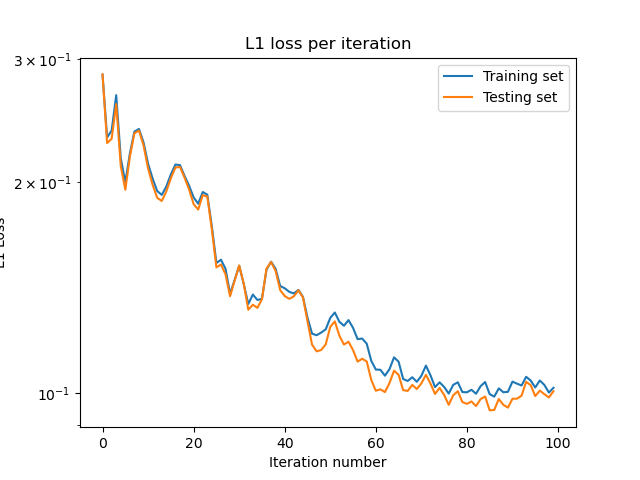 L1 loss per iteration
3 × 10⁻¹
2 × 10⁻¹
10⁻¹
L1 Loss
Training set
Testing set
0 20 40 60 80 100
Iteration number